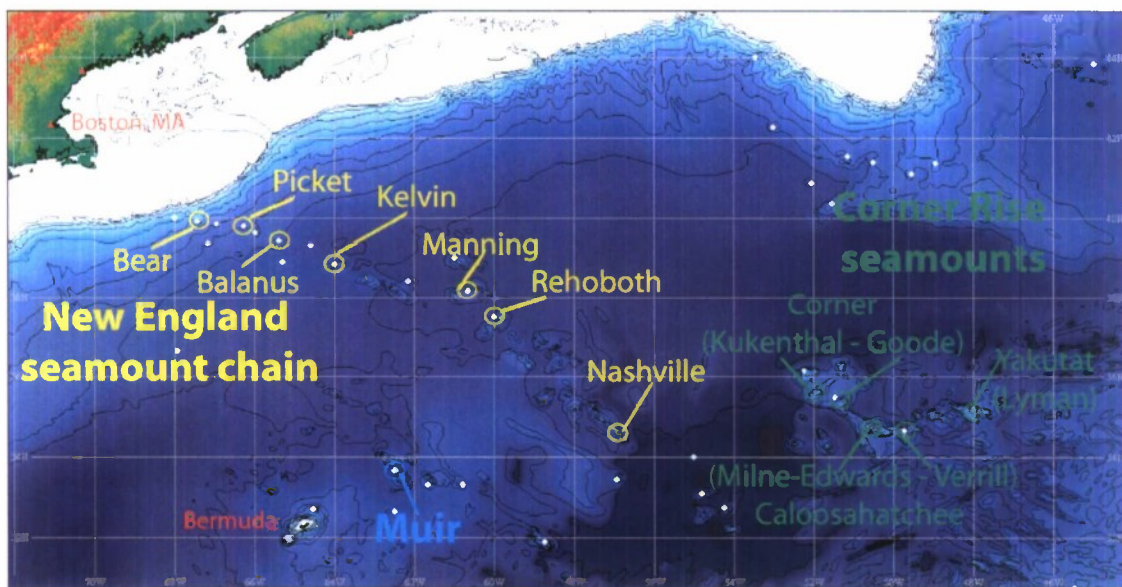 Boston, MA
Picket
Kelvin
Bear
Balanus
Manning
Rehoboth
New England
seamount chain
Nashville
Corner Rise
seamounts
Corner
(Kukenthal - Goode)
Yakutat
(Lyman)
(Milne-Edwards - Verrill)
Caloosahatchee
Bermuda
Muir